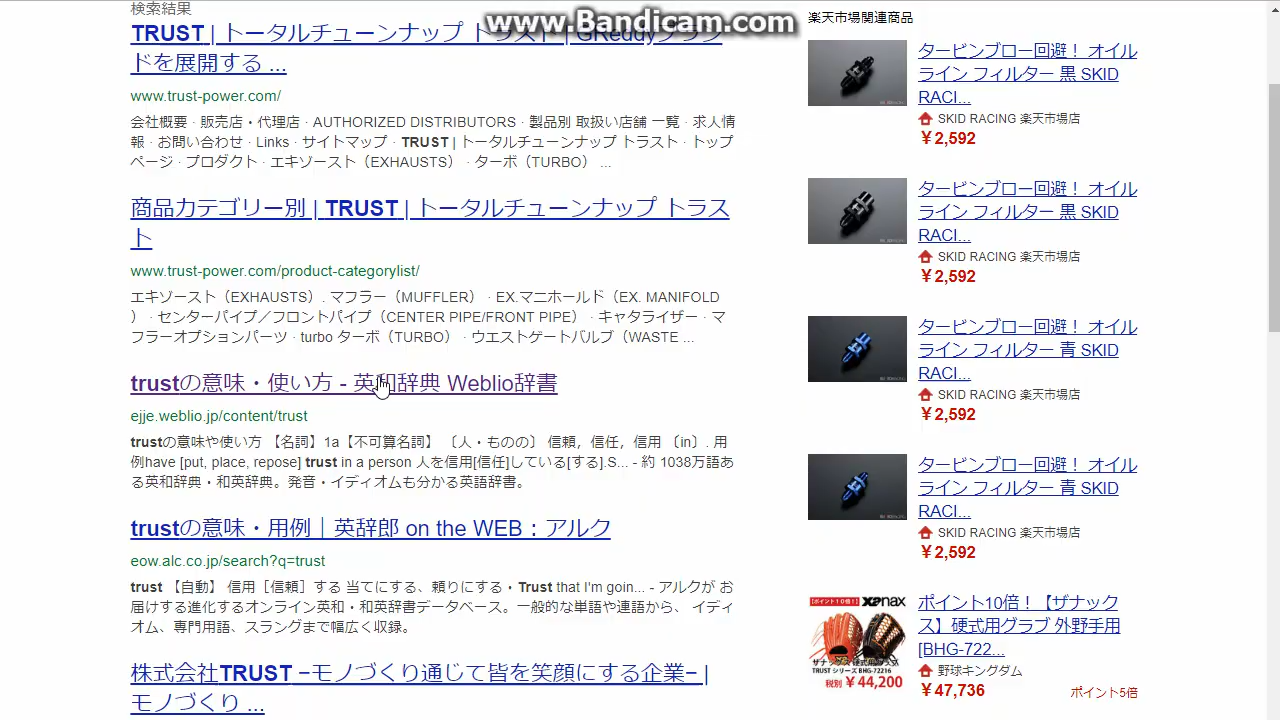 検索結果
www.Bandicam.com
TRUST | トータルチューンナップ トラスト | GReddyブラン
ドを展開する ...
www.trust-power.com/
会社概要 · 販売店・代理店 · AUTHORIZED DISTRIBUTORS · 製品別 取扱い店舗 一覧 · 求人情
報 · お問い合わせ · Links · サイトマップ · TRUST | トータルチューンナップ トラスト · トップ
ページ · プロダクト · エキゾースト（EXHAUSTS） · ターボ（TURBO） ...
商品カテゴリー別 | TRUST | トータルチューンナップ トラス
ト
www.trust-power.com/product-categorylist/
エキゾースト（EXHAUSTS）. マフラー（MUFFLER） · EX.マニホールド（EX. MANIFOLD
） · センターパイプ／フロントパイプ（CENTER PIPE/FRONT PIPE） · キャタライザー · マ
フラーオプションパーツ · turbo ターボ（TURBO） · ウエストゲートバルブ（WASTE ...
trustの意味・使い方 - 英和辞典 Weblio辞書
ejje.weblio.jp/content/trust
trustの意味や使い方 【名詞】1a【不可算名詞】 〔人・ものの〕 信頼，信任，信用 〔in〕. 用
例have [put, place, repose] trust in a person 人を信用[信任]している[する].S... - 約 1038万語あ
る英和辞典・和英辞典。発音・イディオムも分かる英語辞書。
trustの意味・用例｜英辞郎 on the WEB：アルク
eow.alc.co.jp/search?q=trust
trust 【自動】 信用［信頼］する 当てにする、頼りにする・Trust that I'm goin... - アルクが お
届けする進化するオンライン英和・和英辞書データベース。一般的な単語や連語から、 イディ
オム、専門用語、スラングまで幅広く収録。
株式会社TRUST −モノづくり通じて皆を笑顔にする企業− |
モノづくり ...
楽天市場関連商品
タービンブロー回避！ オイル
ライン フィルター 黒 SKID
RACI...
SKID RACING 楽天市場店
￥2,592
タービンブロー回避！ オイル
ライン フィルター 黒 SKID
RACI...
SKID RACING 楽天市場店
￥2,592
タービンブロー回避！ オイル
ライン フィルター 青 SKID
RACI...
SKID RACING 楽天市場店
￥2,592
タービンブロー回避！ オイル
ライン フィルター 青 SKID
RACI...
SKID RACING 楽天市場店
￥2,592
【ポイント10倍！】 Xanax
ザナックス 硬式用グラブ 外野手用
TRUST シリーズ BHG-72216
税別 ￥44,200
ポイント10倍！【ザナック
ス】硬式用グラブ 外野手用
[BHG-722...
野球キングダム
￥47,736
ポイント5倍